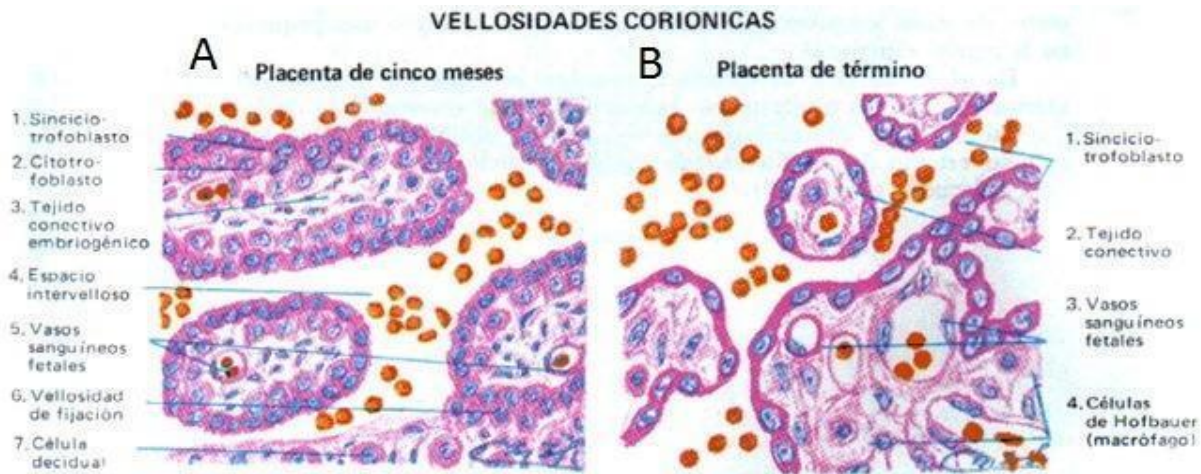 VELLOSIDADES CORIONICAS
A
Placenta de cinco meses
1. Sincicio-
trofoblasto
2. Citotro-
foblasto
3. Tejido
conectivo
embriogénico
4. Espacio
intervelloso
5. Vasos
sanguíneos
fetales
6. Vellosidad
de fijación
7. Célula
decidual
B
Placenta de término
1. Sincicio-
trofoblasto
2. Tejido
conectivo
3. Vasos
sanguíneos
fetales
4. Células
de Hofbauer
(macrófago)